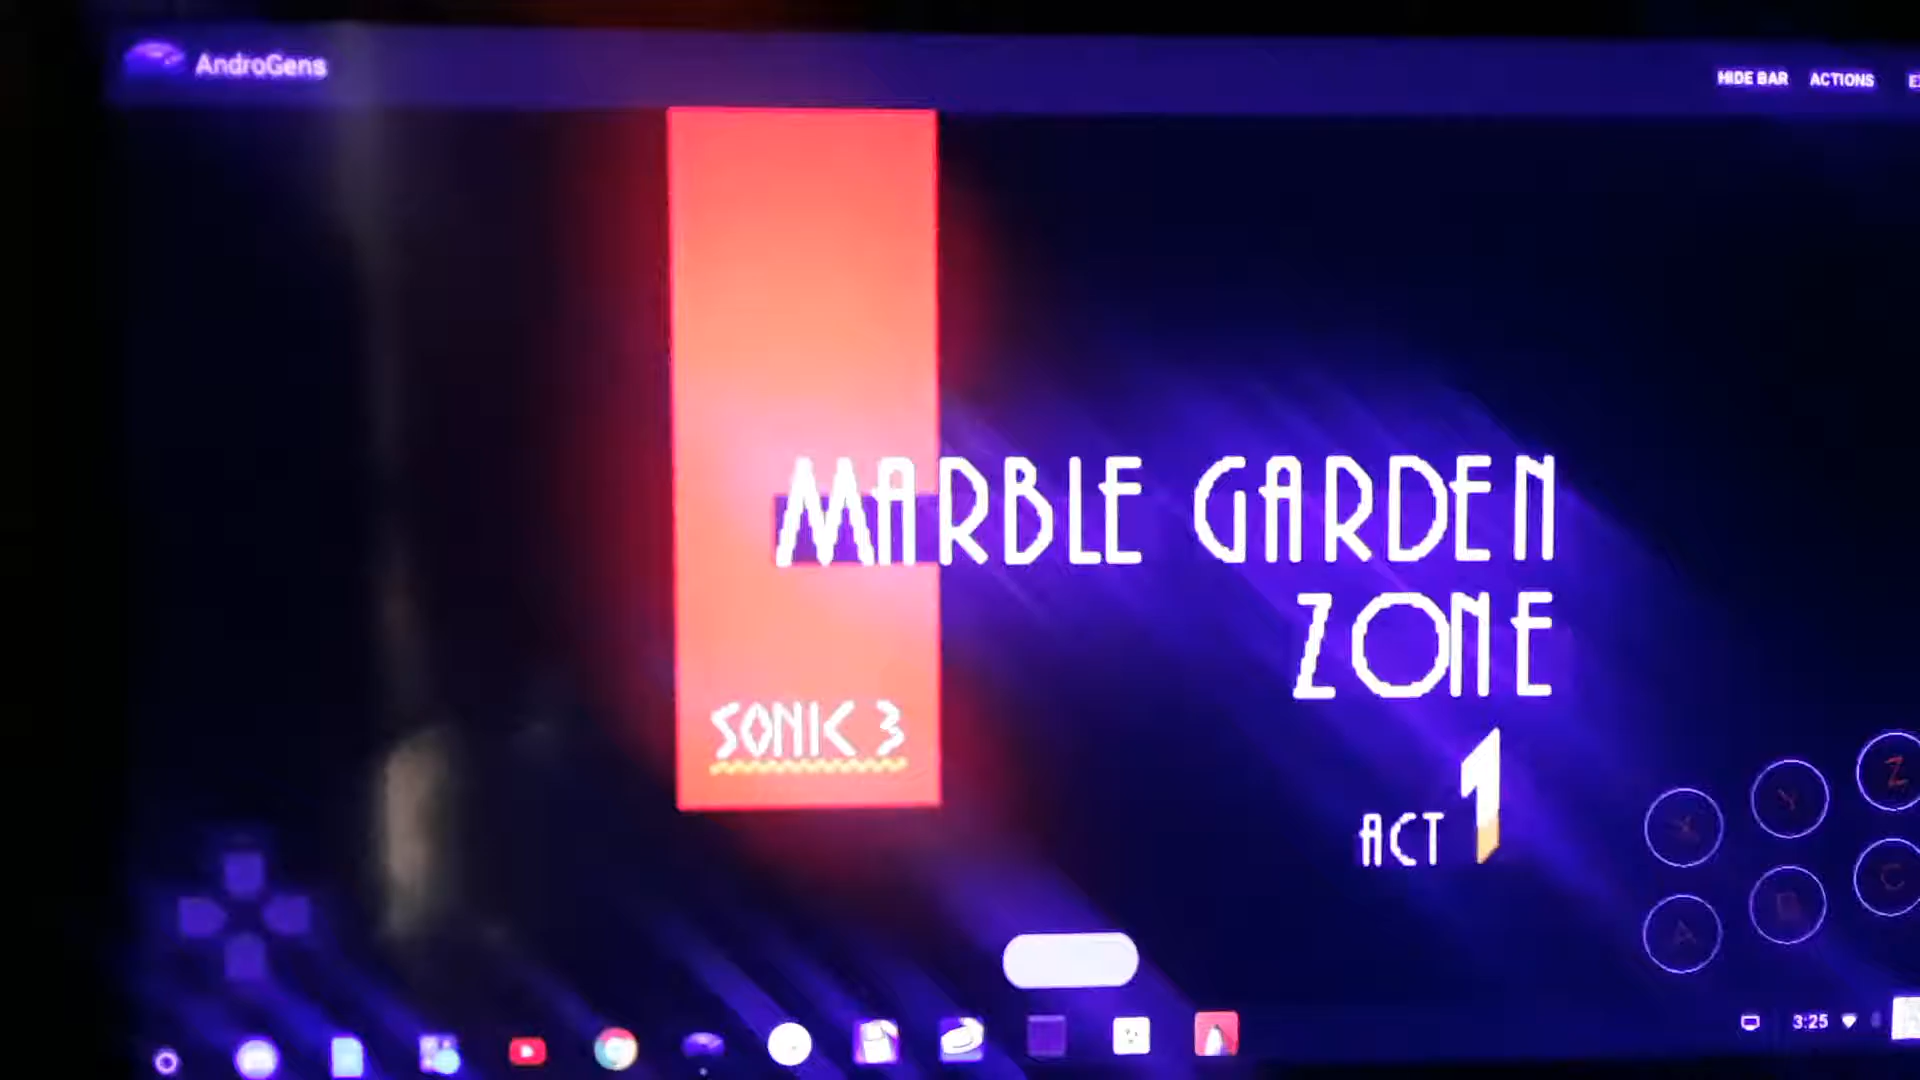 AndroGens
HIDE BAR ACTIONS
MARBLE GARDEN
ZONE
SONIC 3
ACT 1
X Y Z
A B C
3:25